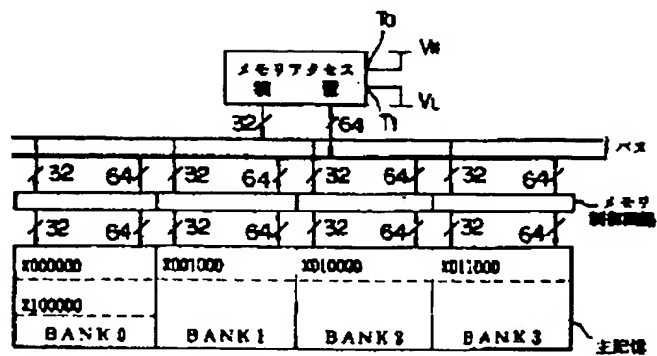 T0
VH
メモリアクセス
装置
VL
T1
32 64
バス
32 64 32 64 32 64 32 64
メモリ
制御回路
32 64 32 64 32 64 32 64
X000000 X001000 X010000 X011000
X100000
BANK0 BANK1 BANK2 BANK3
主記憶